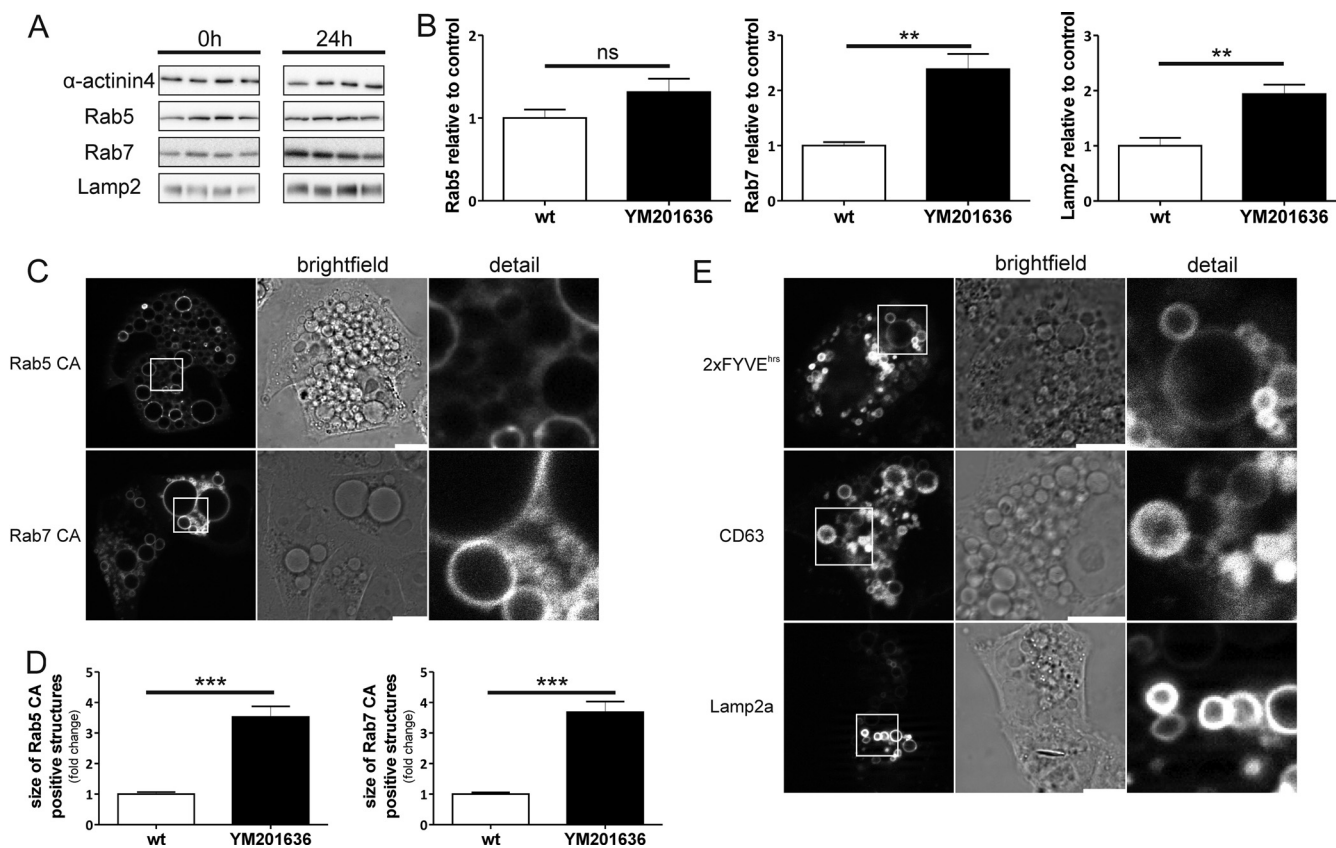 A
0h 24h
α-actinin4
Rab5
Rab7
Lamp2
B
Rab5 relative to control
2
1
0
ns
wt YM201636
Rab7 relative to control
3
2
1
0
**
wt YM201636
Lamp2 relative to control
3
2
1
0
**
wt YM201636
C
brightfield detail
Rab5 CA
Rab7 CA
D
size of Rab5 CA
positive structures
(fold change)
5
4
3
2
1
0
***
wt YM201636
size of Rab7 CA
positive structures
(fold change)
5
4
3
2
1
0
***
wt YM201636
E
brightfield detail
2xFYVEhrs
CD63
Lamp2a